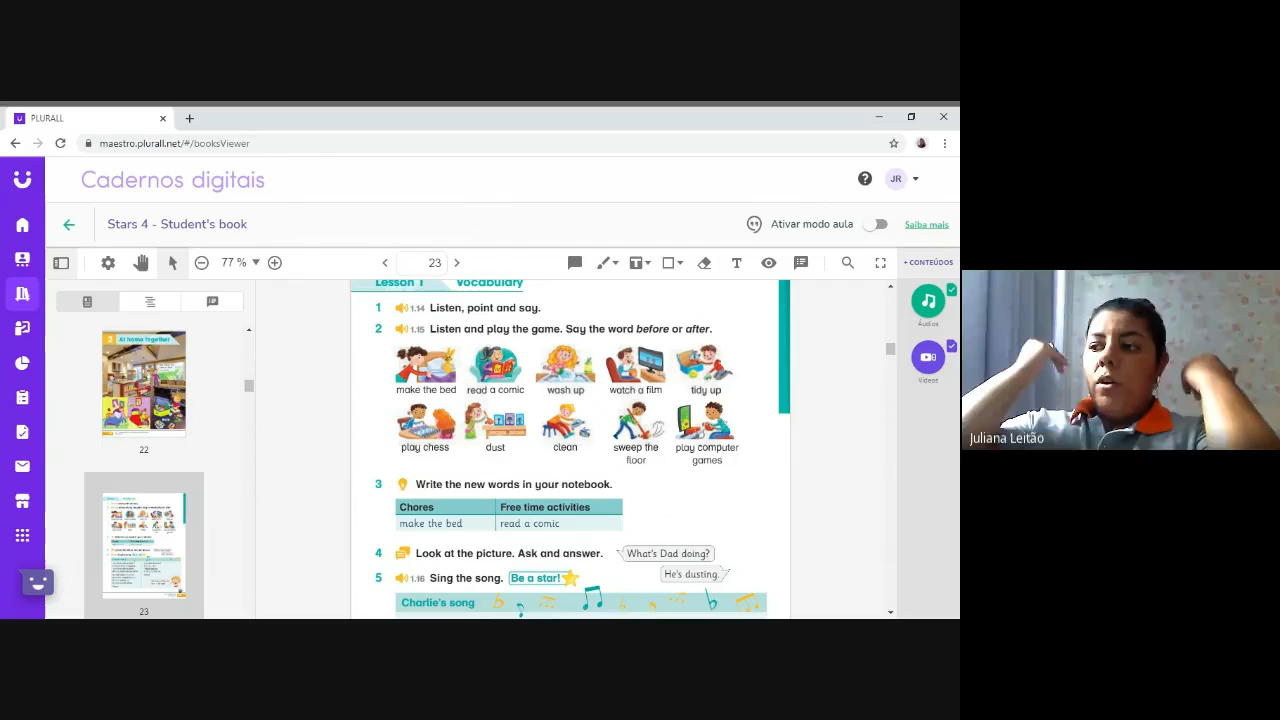 PLURALL
maestro.plurall.net/#/booksViewer
Cadernos digitais
JR
Stars 4 - Student's book
Ativar modo aula
Saiba mais
77 %
23
+ CONTEÚDOS
Lesson 1 Vocabulary
1 1.14 Listen, point and say.
2 1.15 Listen and play the game. Say the word before or after.
make the bed read a comic wash up watch a film tidy up
play chess dust clean sweep the floor play computer games
3 Write the new words in your notebook.
Chores Free time activities
make the bed read a comic
4 Look at the picture. Ask and answer.
What's Dad doing?
He's dusting.
5 1.16 Sing the song. Be a star!
Charlie's song
2 At home together
22
23
Áudios
Vídeos
Juliana Leitão